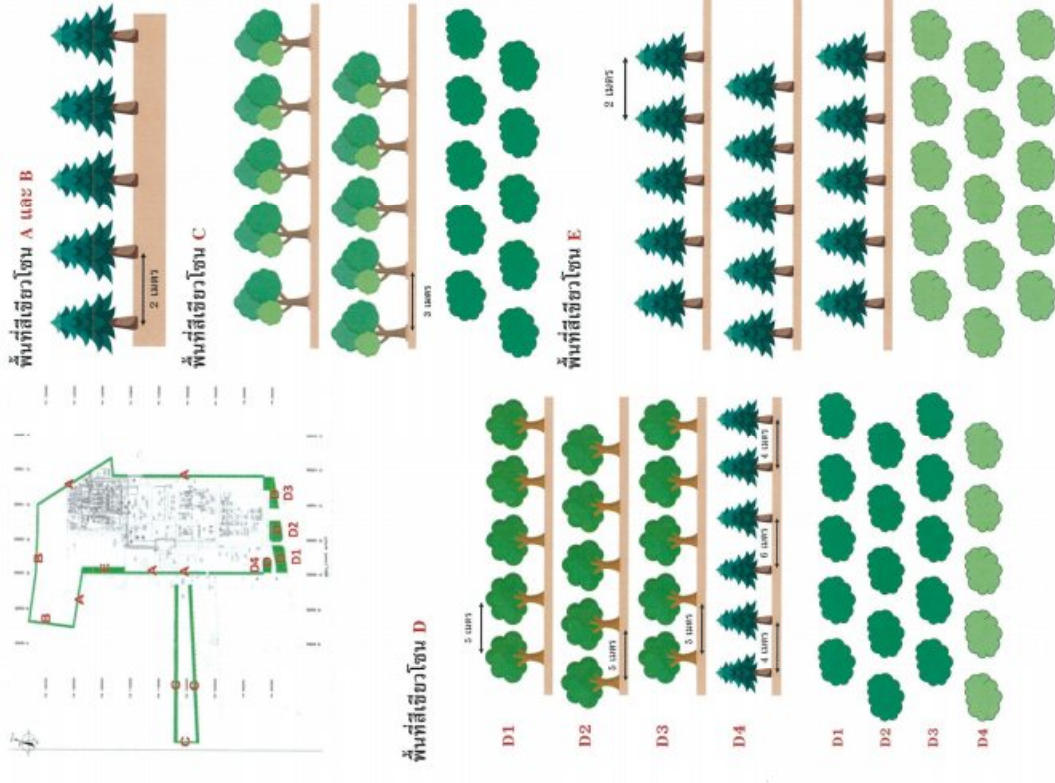 พื้นที่สีเขียวโซน A และ B
2 เมตร
พื้นที่สีเขียวโซน C
3 เมตร
พื้นที่สีเขียวโซน E
2 เมตร
A
B
B
A
E
A
A
A
C
C
C
D4
D1
D2
D3
พื้นที่สีเขียวโซน D
D1
5 เมตร
D2
5 เมตร
D3
5 เมตร
D4
4 เมตร
6 เมตร
4 เมตร
D1
D2
D3
D4